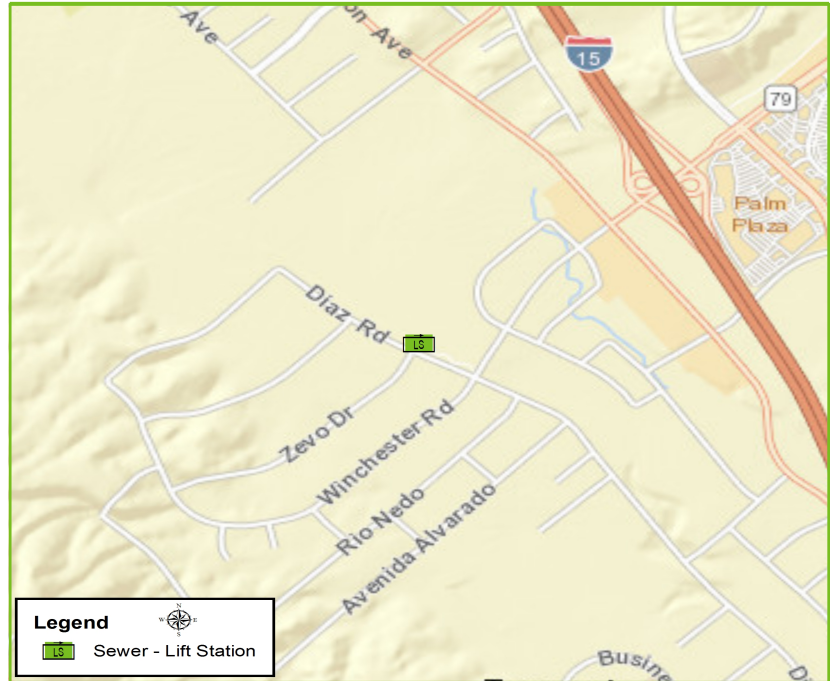 Ave
on Ave
15
79
Palm
Plaza
Diaz Rd
LS
Zevo Dr
Winchester Rd
Rio Nedo
Avenida Alvarado
Legend
N
W E
S
LS Sewer - Lift Station
Busine
Di